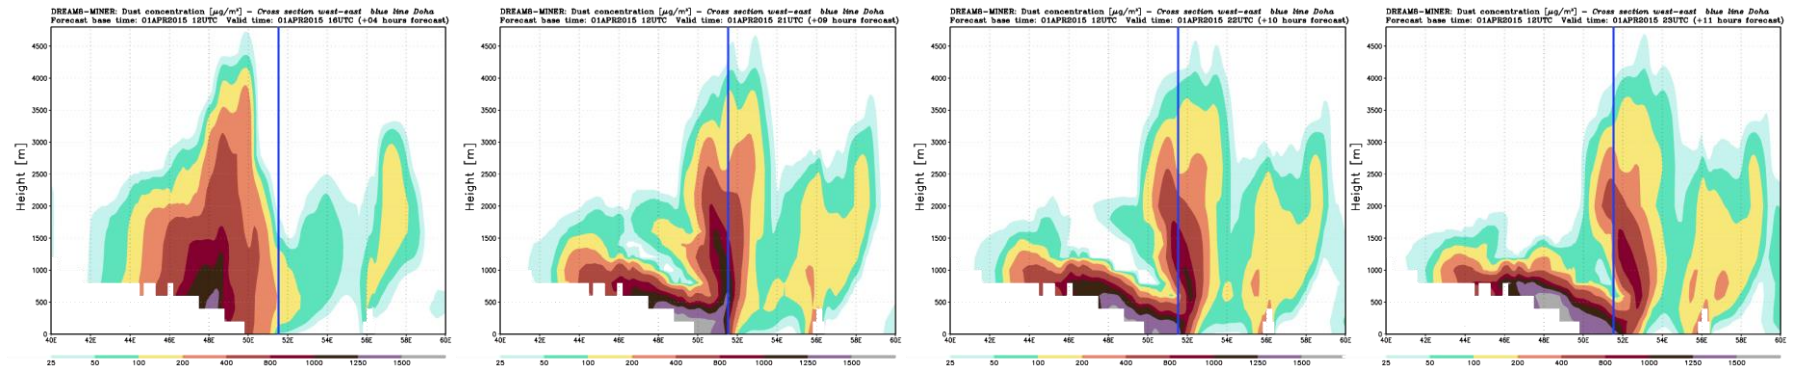 DREAM8-MINER: Dust concentration [μg/m³] – Cross section west-east blue line Doha
Forecast base time: 01APR2015 12UTC Valid time: 01APR2015 16UTC (+04 hours forecast)
Height [m]
4500
4000
3500
3000
2500
2000
1500
1000
500
0
40E 42E 44E 46E 48E 50E 52E 54E 56E 58E 60E
25 50 100 200 400 800 1000 1250 1500
DREAM8-MINER: Dust concentration [μg/m³] – Cross section west-east blue line Doha
Forecast base time: 01APR2015 12UTC Valid time: 01APR2015 21UTC (+09 hours forecast)
Height [m]
4500
4000
3500
3000
2500
2000
1500
1000
500
0
40E 42E 44E 46E 48E 50E 52E 54E 56E 58E 60E
25 50 100 200 400 800 1000 1250 1500
DREAM8-MINER: Dust concentration [μg/m³] – Cross section west-east blue line Doha
Forecast base time: 01APR2015 12UTC Valid time: 01APR2015 22UTC (+10 hours forecast)
Height [m]
4500
4000
3500
3000
2500
2000
1500
1000
500
0
40E 42E 44E 46E 48E 50E 52E 54E 56E 58E 60E
25 50 100 200 400 800 1000 1250 1500
DREAM8-MINER: Dust concentration [μg/m³] – Cross section west-east blue line Doha
Forecast base time: 01APR2015 12UTC Valid time: 01APR2015 23UTC (+11 hours forecast)
Height [m]
4500
4000
3500
3000
2500
2000
1500
1000
500
0
40E 42E 44E 46E 48E 50E 52E 54E 56E 58E 60E
25 50 100 200 400 800 1000 1250 1500